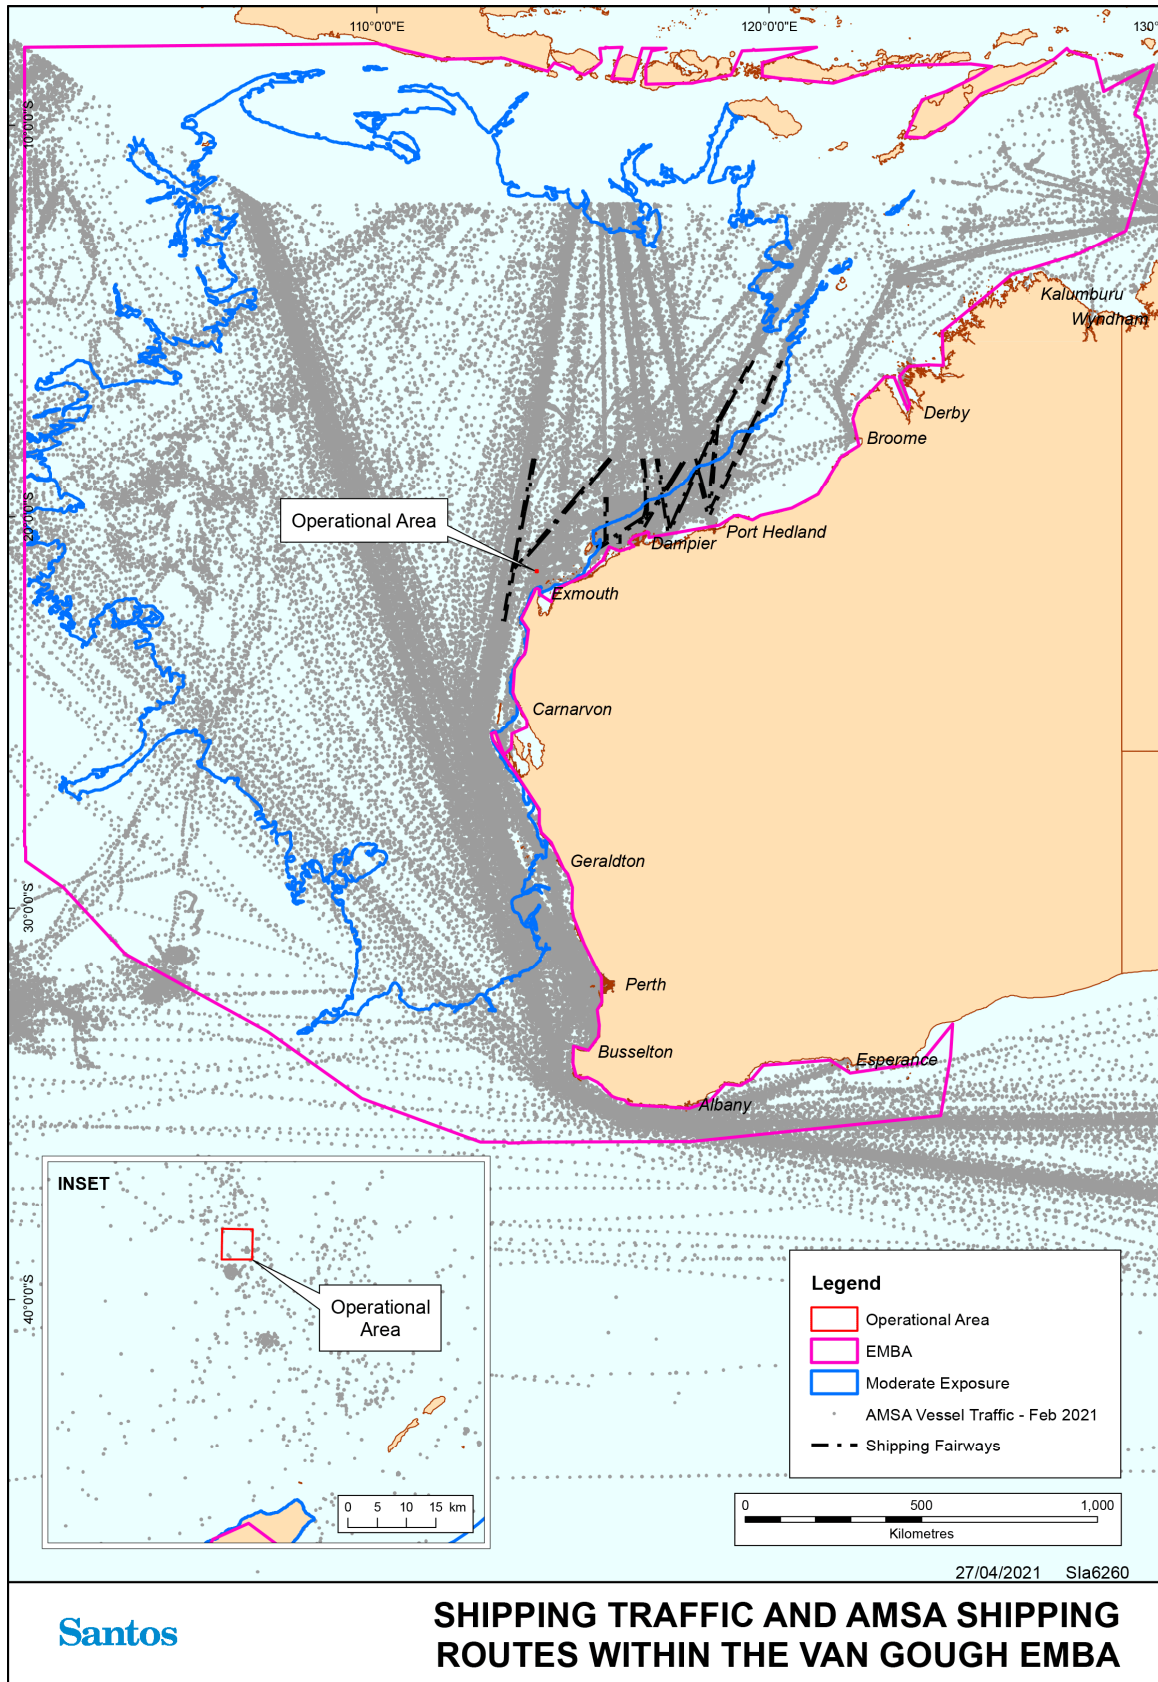 110°0'0"E
120°0'0"E
130°
10°0'0"S
Kalumburu
Wyndham
Derby
Broome
20°0'0"S
Operational Area
Port Hedland
Dampier
Exmouth
Carnarvon
Geraldton
30°0'0"S
Perth
Busselton
Esperance
Albany
INSET
Operational
Area
0 5 10 15 km
40°0'0"S
Legend
Operational Area
EMBA
Moderate Exposure
AMSA Vessel Traffic - Feb 2021
Shipping Fairways
0 500 1,000
Kilometres
27/04/2021 Sla6260
Santos
SHIPPING TRAFFIC AND AMSA SHIPPING
ROUTES WITHIN THE VAN GOUGH EMBA